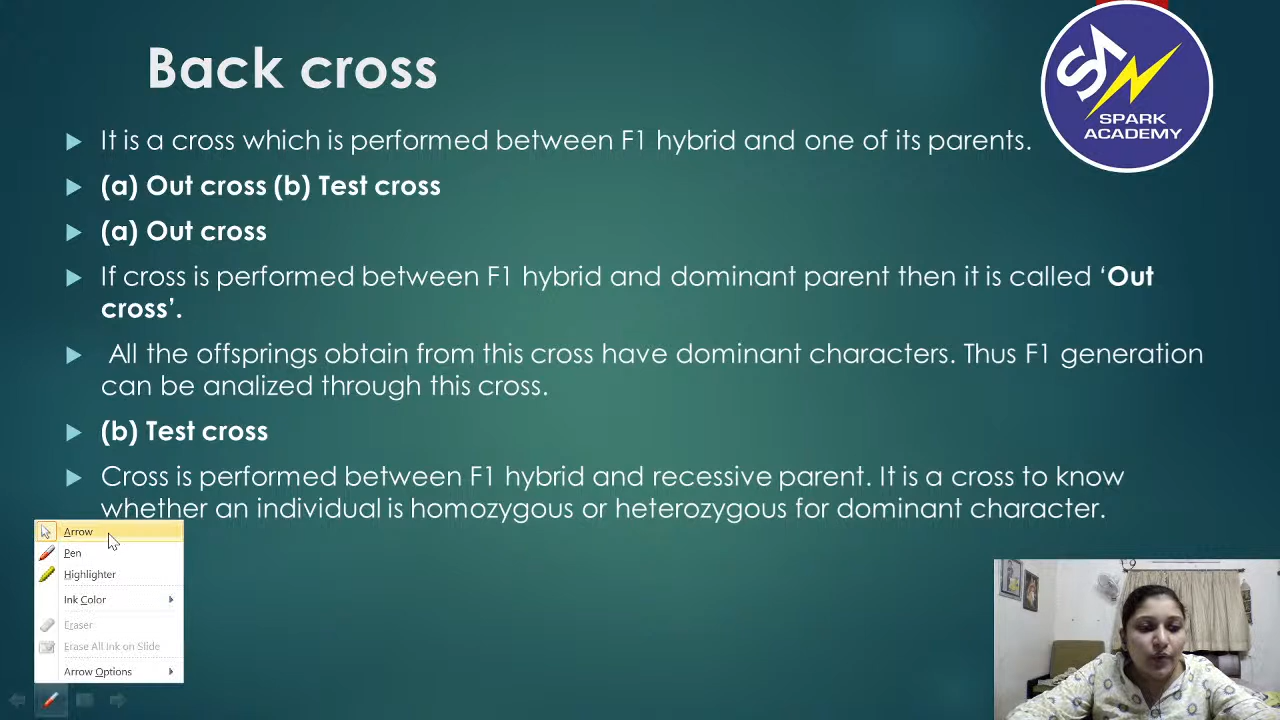 Back cross
SA
SPARK
ACADEMY
It is a cross which is performed between F1 hybrid and one of its parents.
(a) Out cross (b) Test cross
(a) Out cross
If cross is performed between F1 hybrid and dominant parent then it is called ‘Out
cross’.
All the offsprings obtain from this cross have dominant characters. Thus F1 generation
can be analized through this cross.
(b) Test cross
Cross is performed between F1 hybrid and recessive parent. It is a cross to know
whether an individual is homozygous or heterozygous for dominant character.
Arrow
Pen
Highlighter
Ink Color
Eraser
Erase All Ink on Slide
Arrow Options